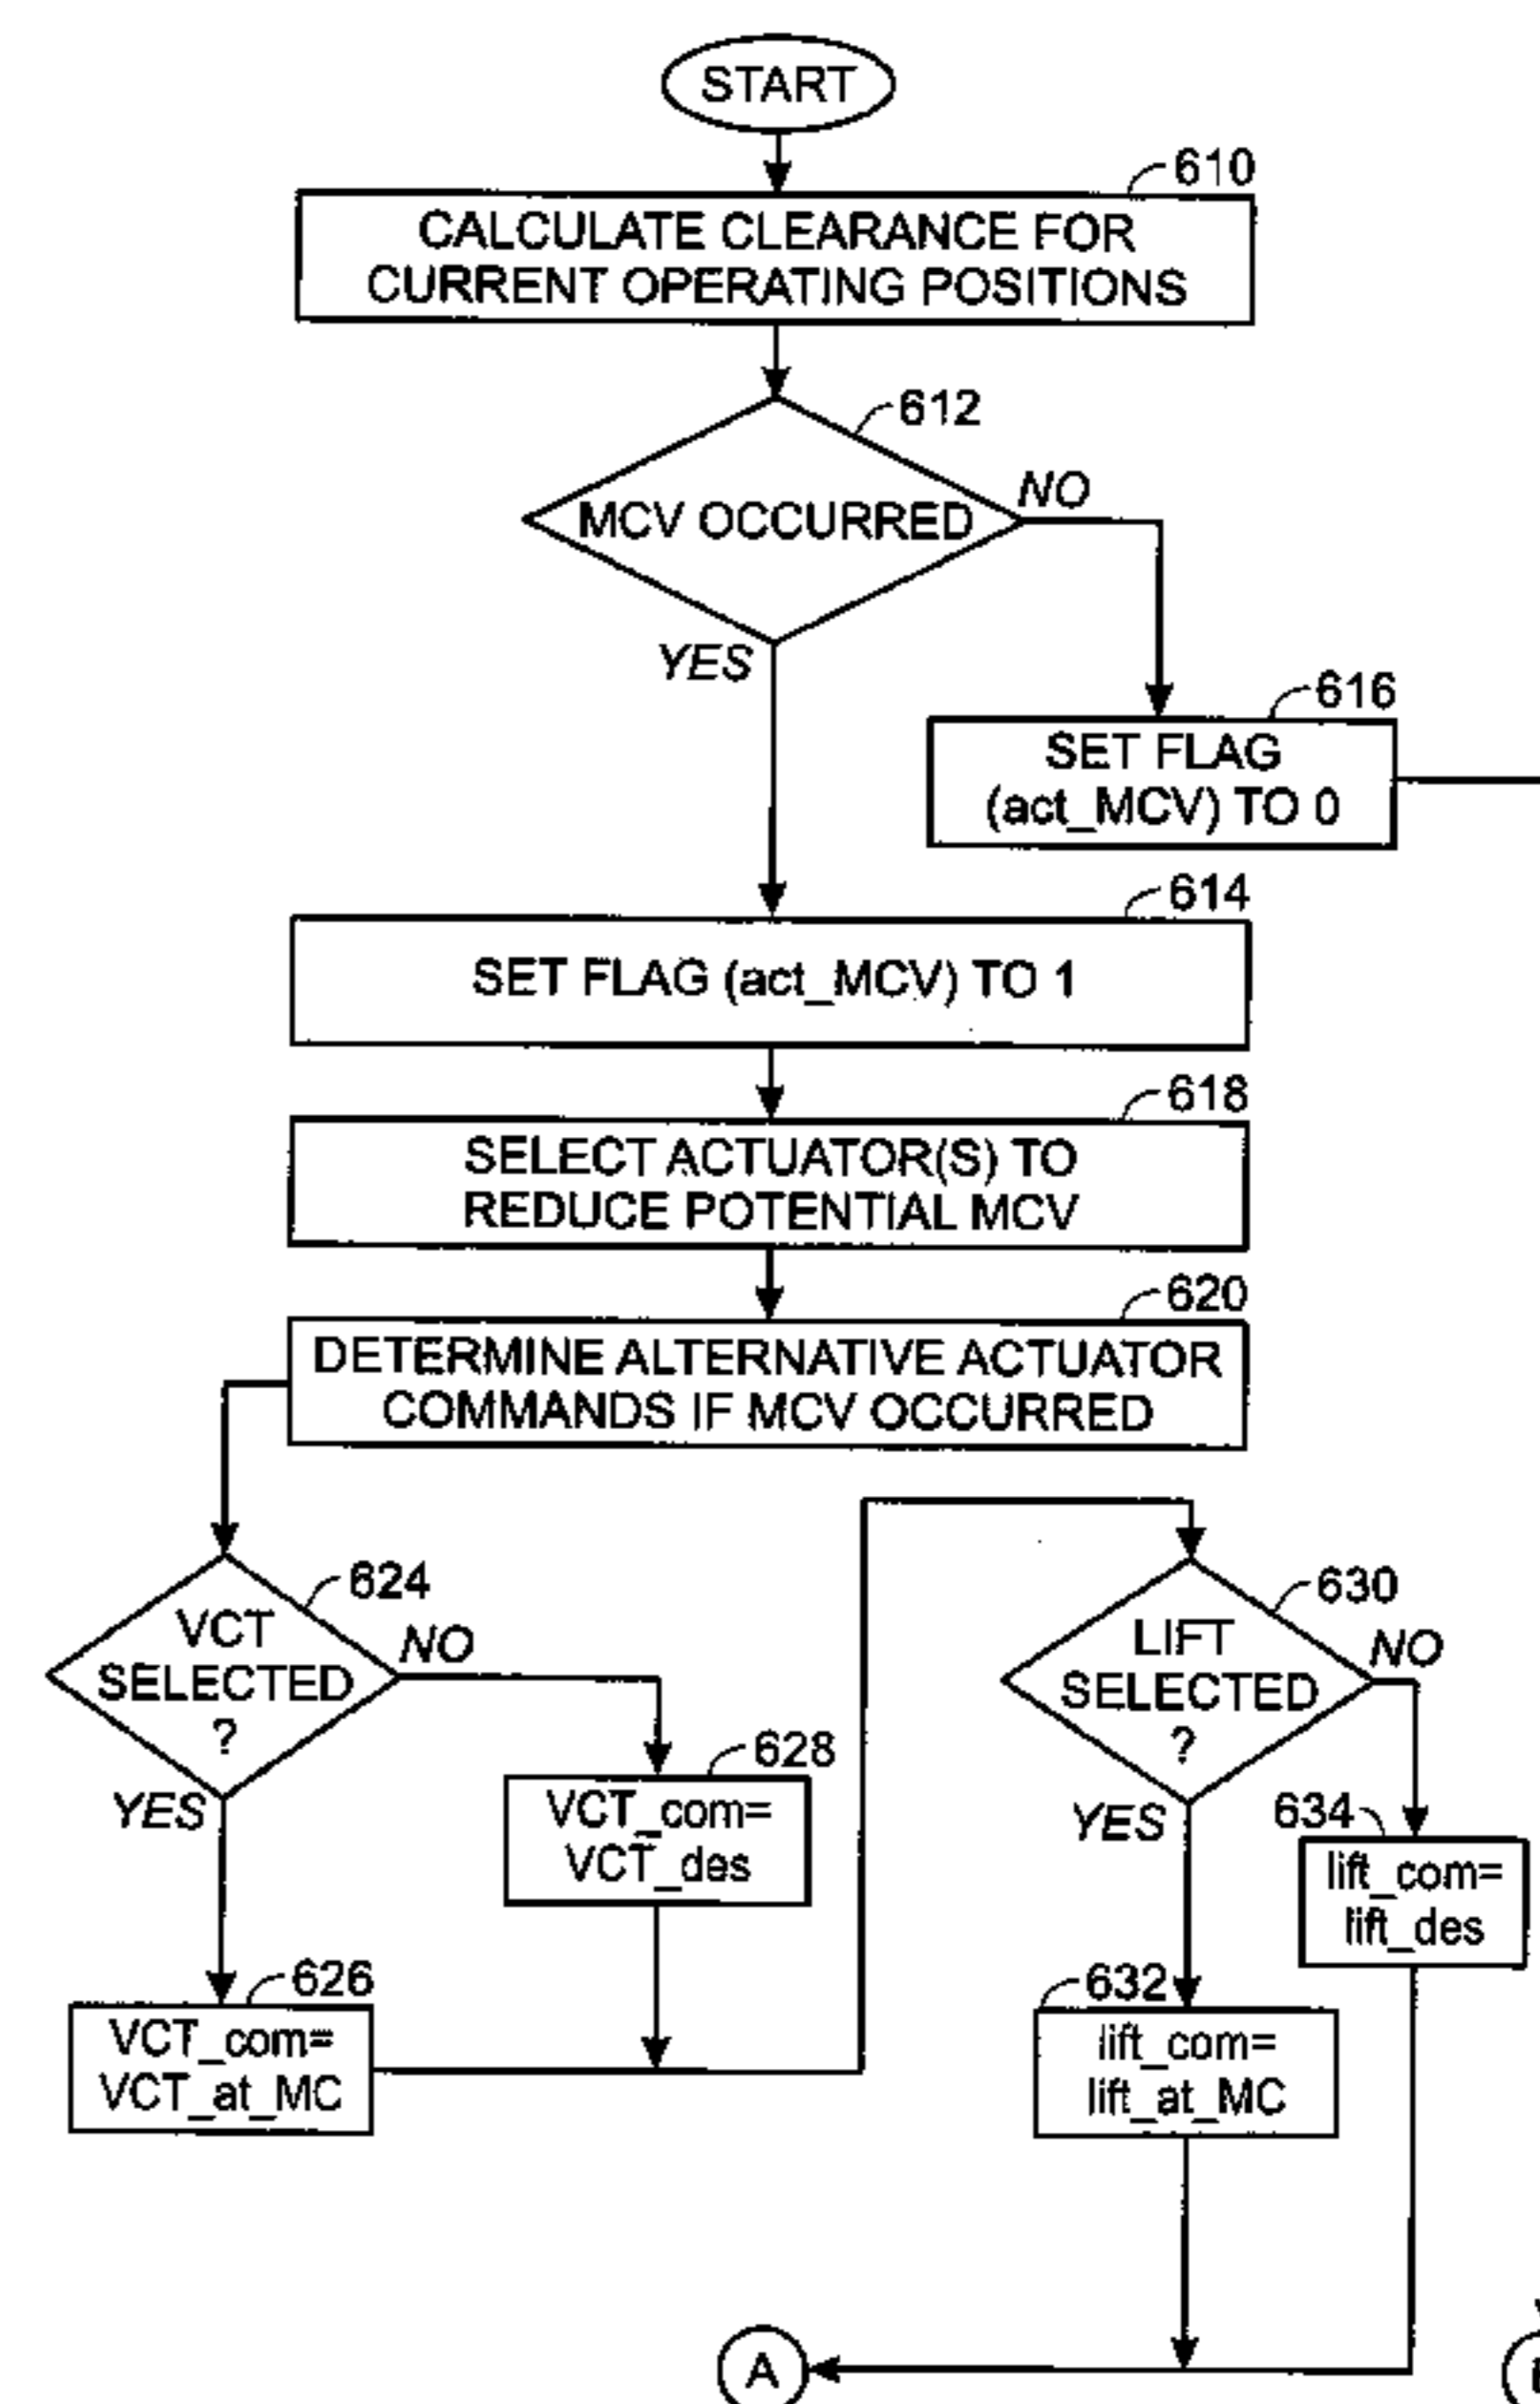 START
610
CALCULATE CLEARANCE FOR
CURRENT OPERATING POSITIONS
612
MCV OCCURRED
NO
YES
616
SET FLAG
(act_MCV) TO 0
614
SET FLAG (act_MCV) TO 1
618
SELECT ACTUATOR(S) TO
REDUCE POTENTIAL MCV
620
DETERMINE ALTERNATIVE ACTUATOR
COMMANDS IF MCV OCCURRED
624
VCT
SELECTED
?
NO
YES
628
VCT_com=
VCT_des
626
VCT_com=
VCT_at_MC
630
LIFT
SELECTED
?
NO
YES
634
lift_com=
lift_des
632
lift_com=
lift_at_MC
A